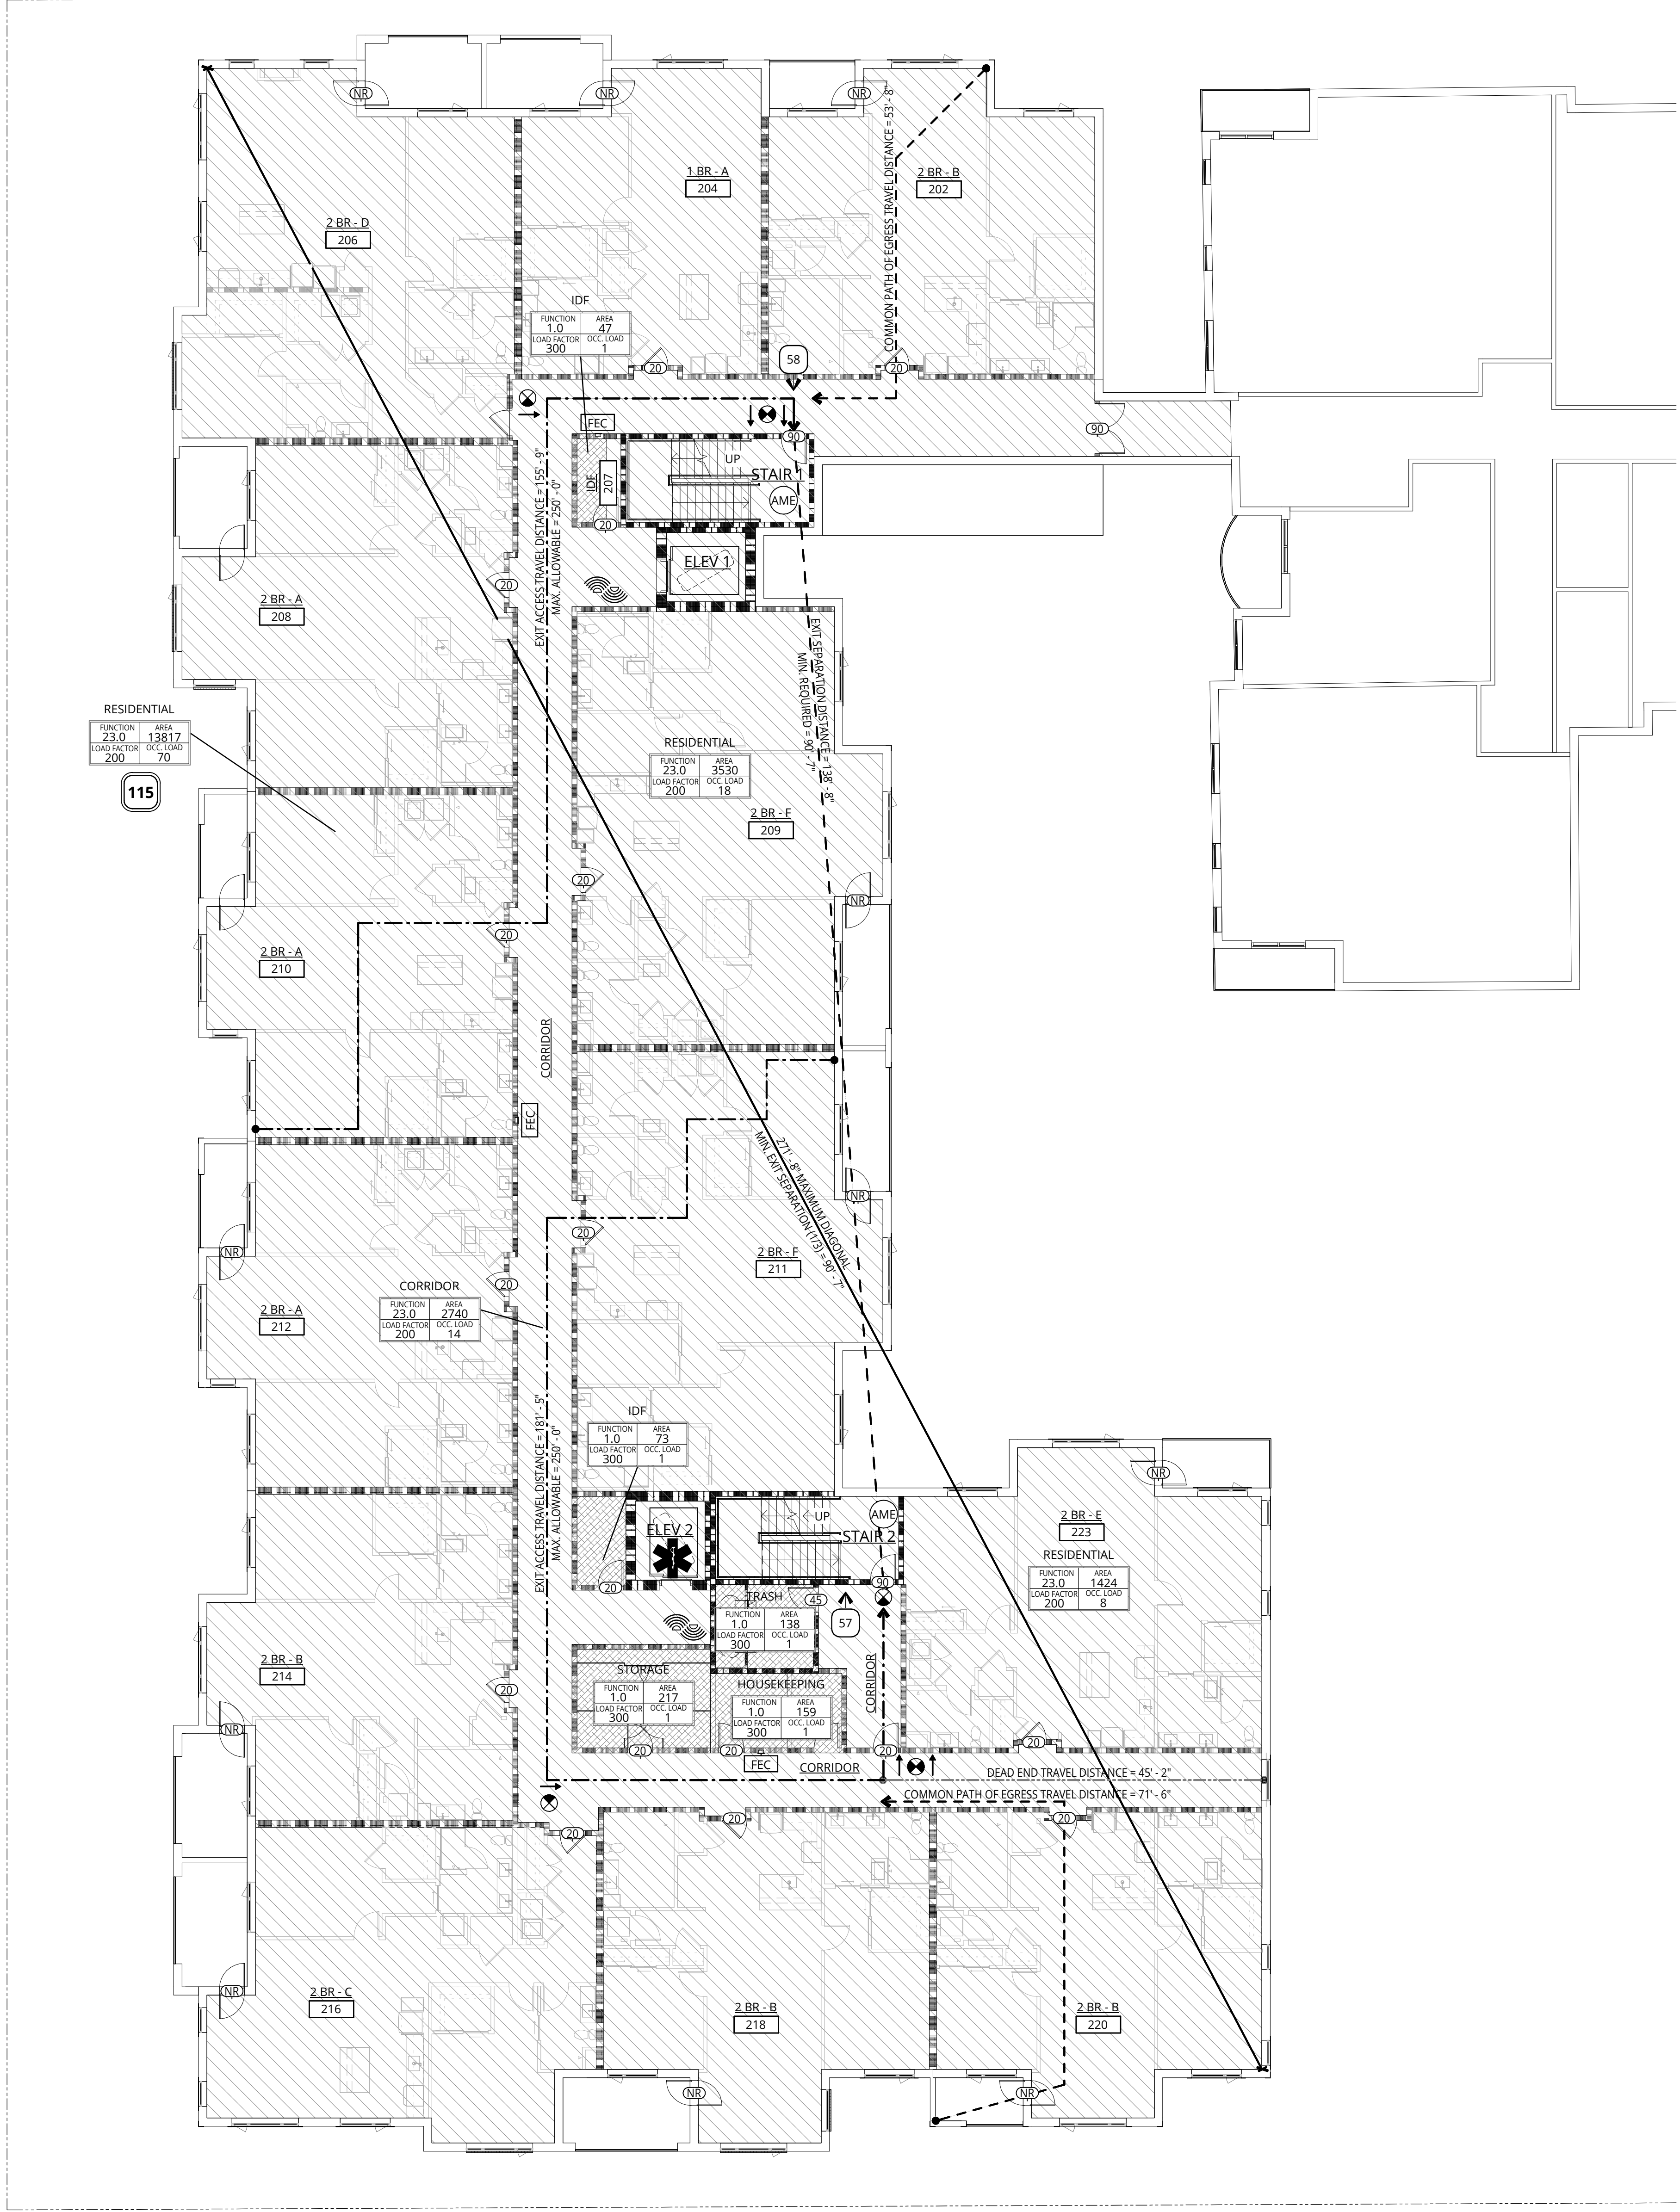 NR
NR
NR
COMMON PATH OF EGRESS TRAVEL DISTANCE = 53' - 8"
1 BR - A
204
2 BR - B
202
2 BR - D
206
IDF
FUNCTION
1.0
AREA
47
LOAD FACTOR
300
OCC. LOAD
1
58
20
20
FEC
90
90
UP
STAIR 1
AME
IDF
207
20
ELEV 1
EXIT ACCESS TRAVEL DISTANCE = 155' - 9"
MAX. ALLOWABLE = 250' - 0"
20
2 BR - A
208
EXIT SEPARATION DISTANCE = 138' - 8"
MIN. REQUIRED = 90' - 7"
RESIDENTIAL
FUNCTION
23.0
AREA
13817
LOAD FACTOR
200
OCC. LOAD
70
115
RESIDENTIAL
FUNCTION
23.0
AREA
3530
LOAD FACTOR
200
OCC. LOAD
18
2 BR - F
209
20
NR
20
2 BR - A
210
CORRIDOR
FEC
271' - 8" MAXIMUM DIAGONAL
MIN. EXIT SEPARATION (1/3) = 90' - 7"
NR
20
NR
2 BR - F
211
20
CORRIDOR
FUNCTION
23.0
AREA
2740
LOAD FACTOR
200
OCC. LOAD
14
2 BR - A
212
EXIT ACCESS TRAVEL DISTANCE = 181' - 5"
MAX. ALLOWABLE = 250' - 0"
IDF
FUNCTION
1.0
AREA
73
LOAD FACTOR
300
OCC. LOAD
1
NR
2 BR - E
223
RESIDENTIAL
FUNCTION
23.0
AREA
1424
LOAD FACTOR
200
OCC. LOAD
8
ELEV 2
UP
AME
STAIR 2
20
90
TRASH
45
FUNCTION
1.0
AREA
138
LOAD FACTOR
300
OCC. LOAD
1
57
2 BR - B
214
20
STORAGE
FUNCTION
1.0
AREA
217
LOAD FACTOR
300
OCC. LOAD
1
HOUSEKEEPING
FUNCTION
1.0
AREA
159
LOAD FACTOR
300
OCC. LOAD
1
CORRIDOR
NR
20
20
20
20
FEC
CORRIDOR
DEAD END TRAVEL DISTANCE = 45' - 2"
COMMON PATH OF EGRESS TRAVEL DISTANCE = 71' - 6"
20
20
20
NR
2 BR - C
216
2 BR - B
218
2 BR - B
220
NR
NR